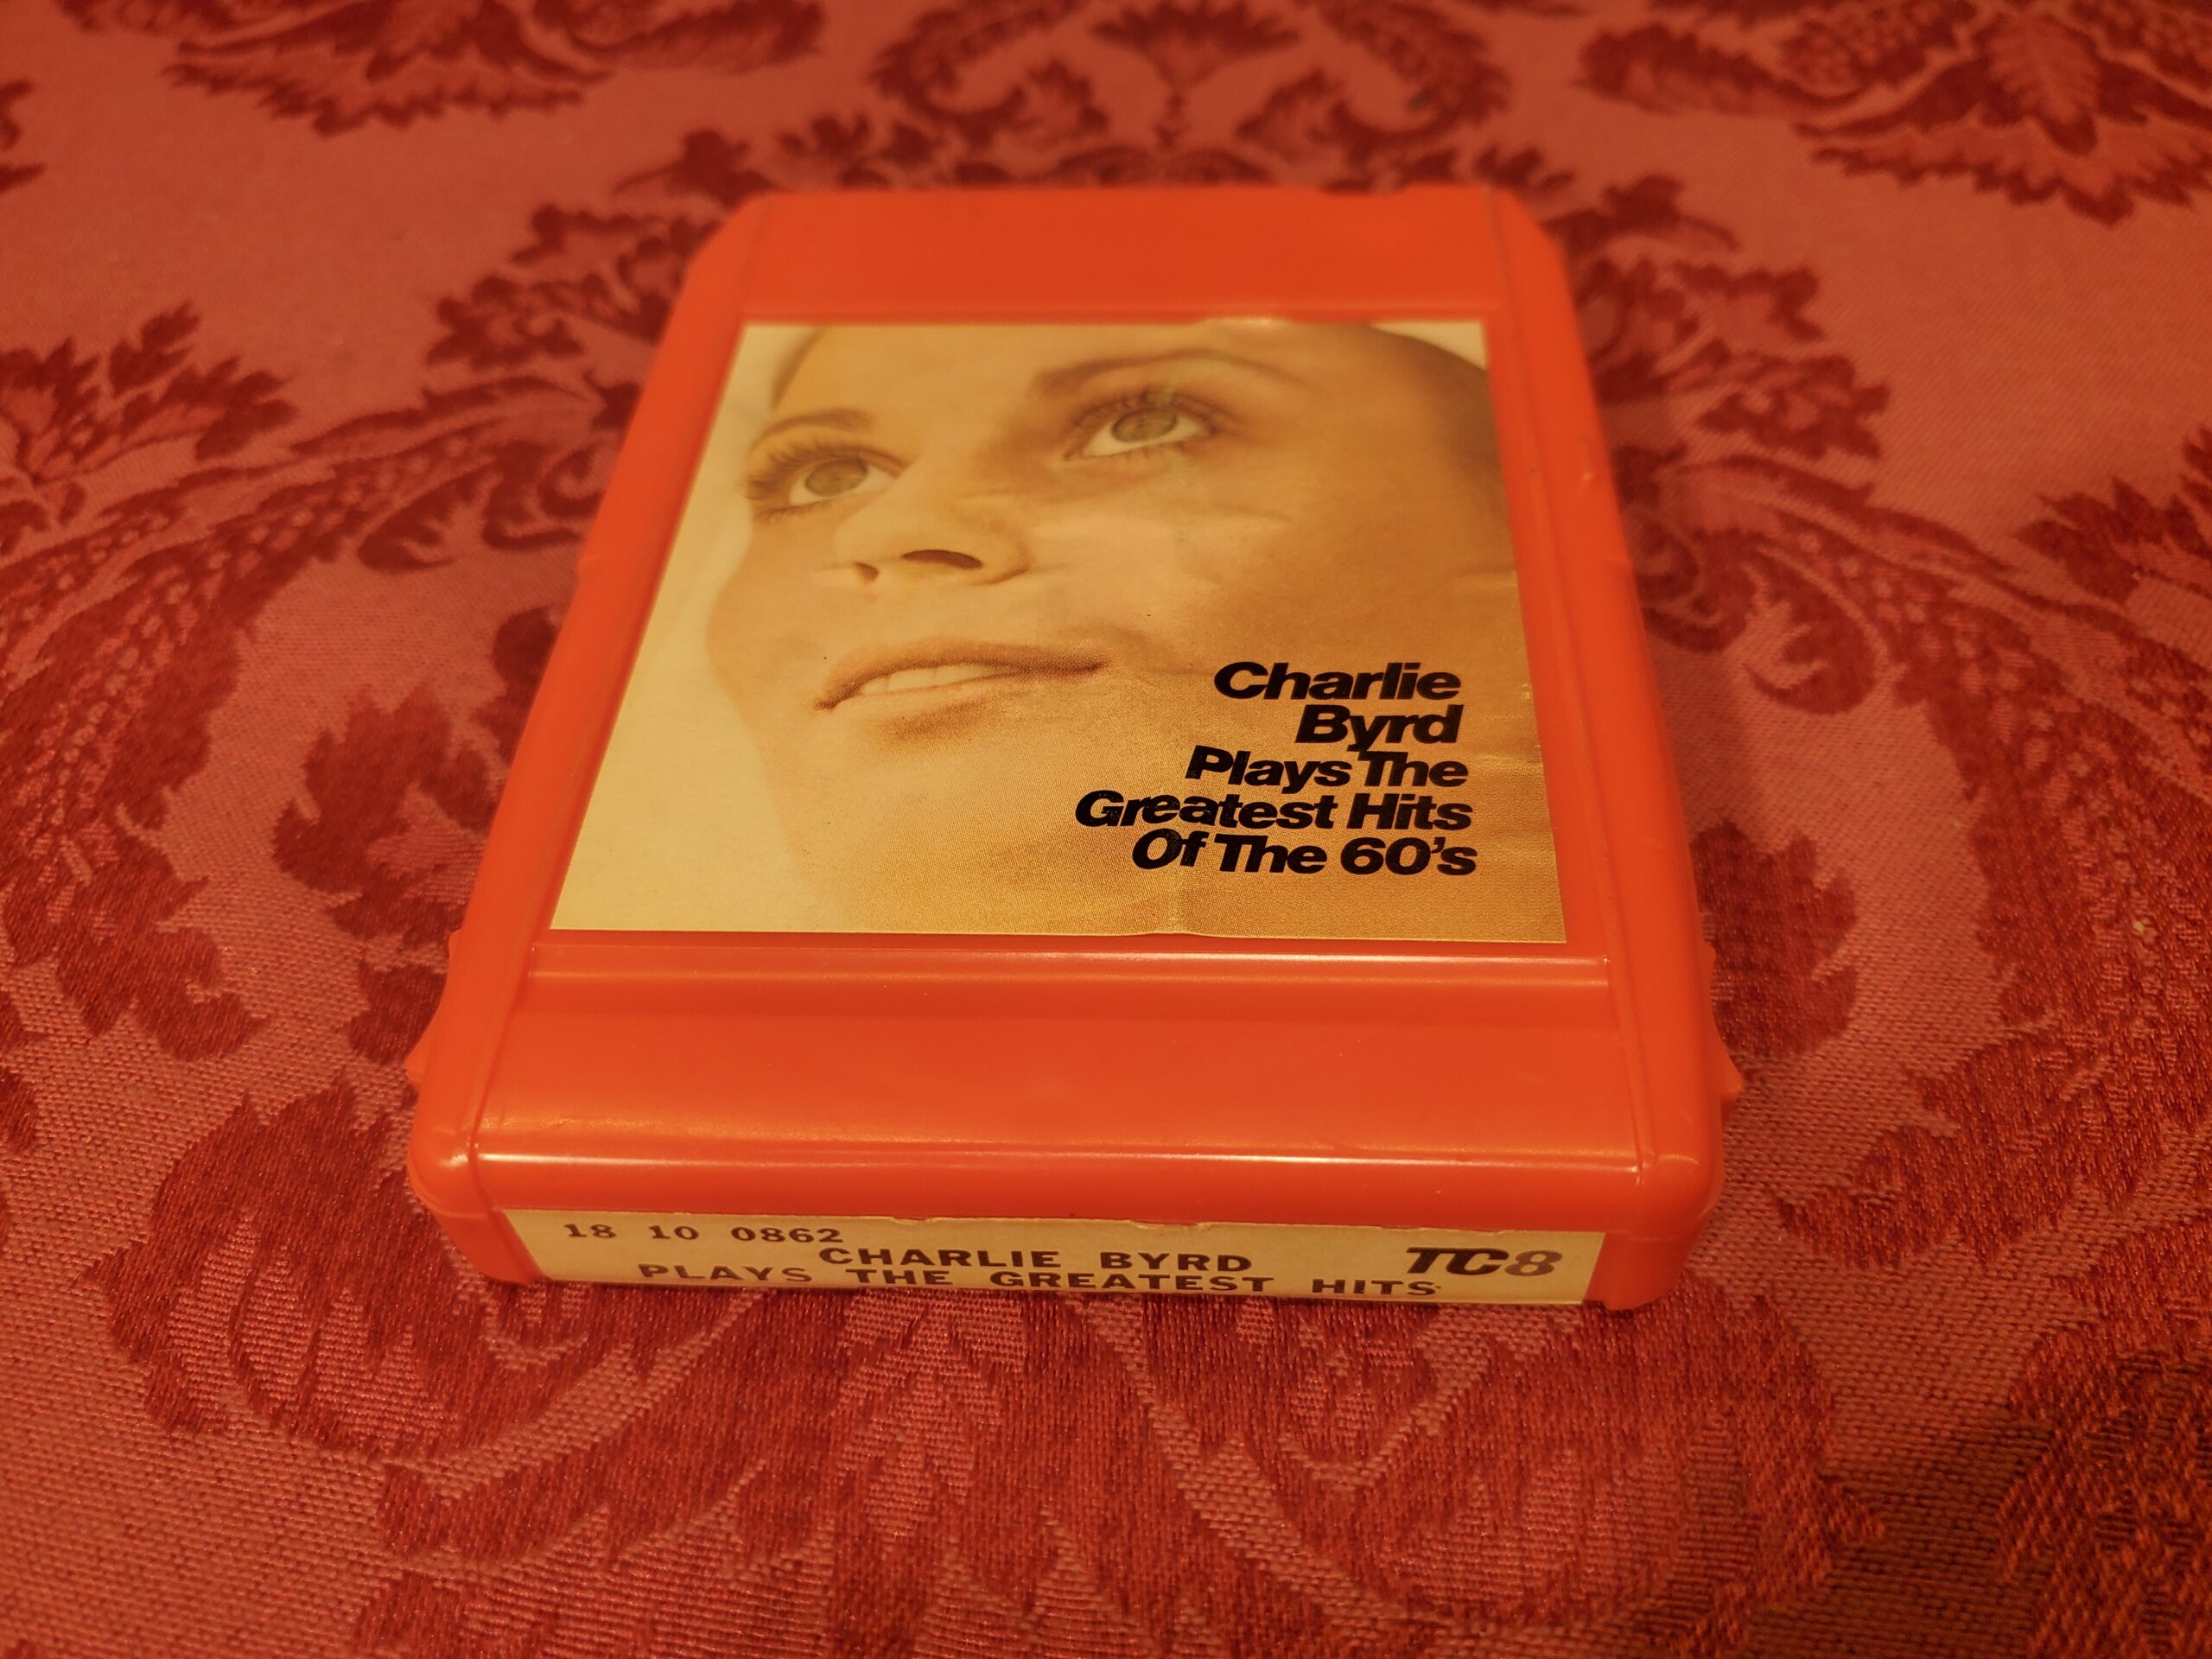 Charlie
Byrd
Plays The
Greatest Hits
Of The 60's
18 10 0862
CHARLIE BYRD
TC8
PLAYS THE GREATEST HITS